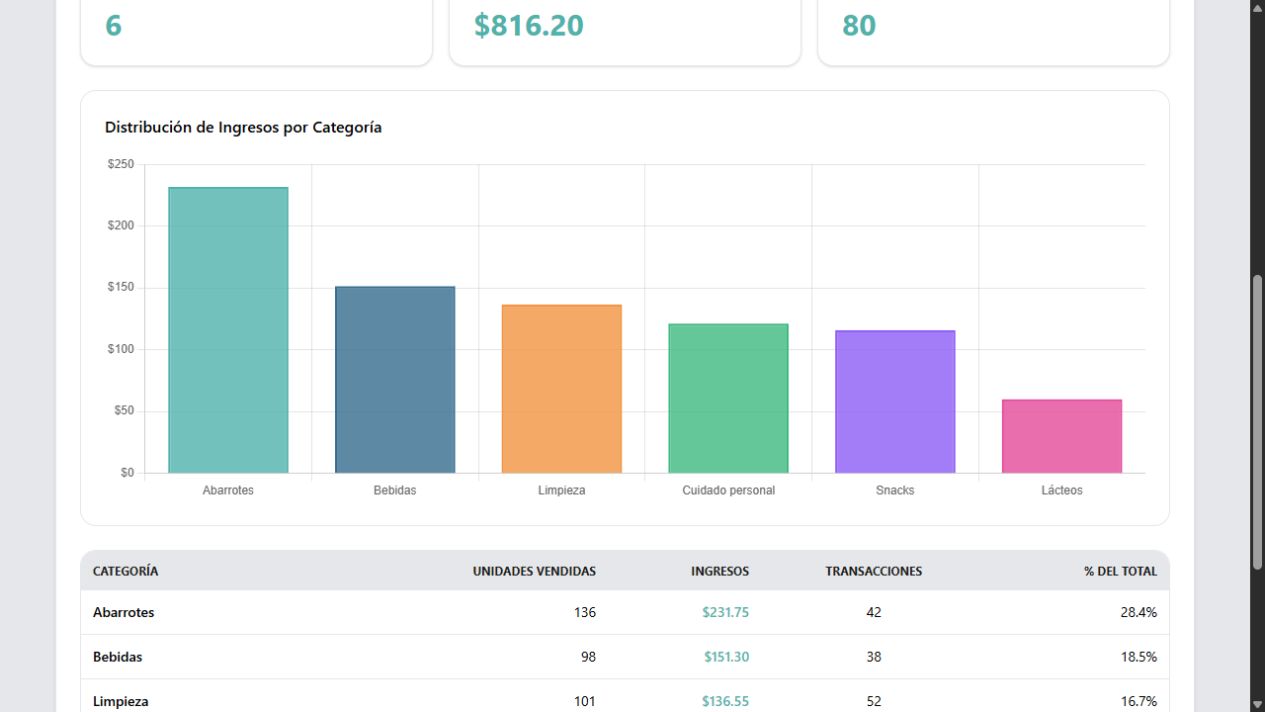 6 $816.20 80
Distribución de Ingresos por Categoría
$250
$200
$150
$100
$50
$0
Abarrotes Bebidas Limpieza Cuidado personal Snacks Lácteos
CATEGORÍA UNIDADES VENDIDAS INGRESOS TRANSACCIONES % DEL TOTAL
Abarrotes 136 $231.75 42 28.4%
Bebidas 98 $151.30 38 18.5%
Limpieza 101 $136.55 52 16.7%